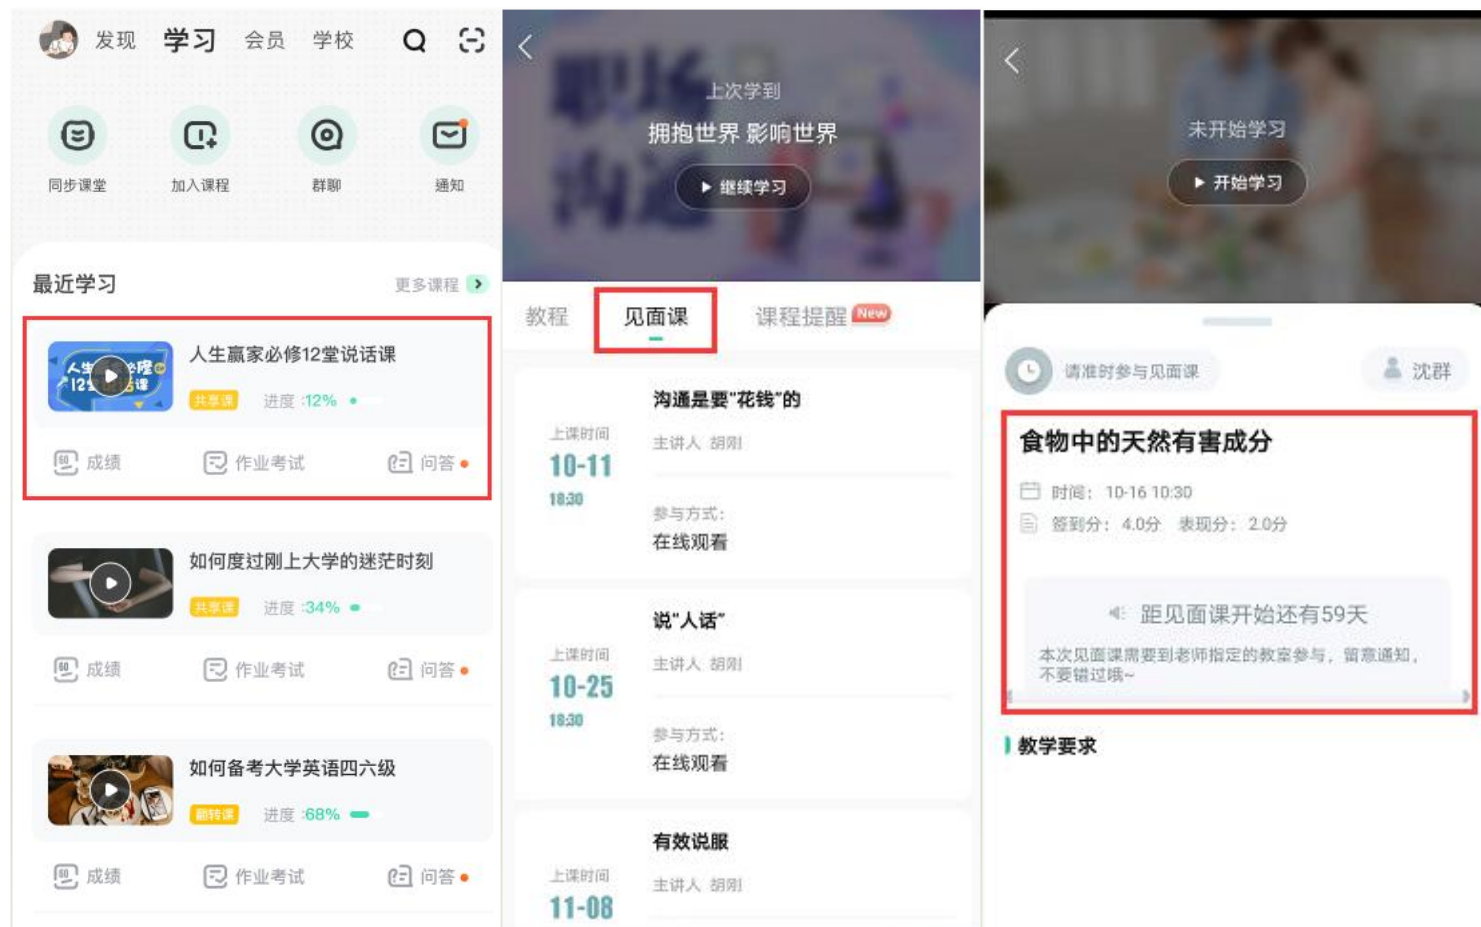 发现 学习 会员 学校
同步课堂 加入课程 群聊 通知
最近学习 更多课程
人生赢家必修12堂说话课
共享课 进度:12%
成绩 作业考试 问答
如何度过刚上大学的迷茫时刻
共享课 进度:34%
成绩 作业考试 问答
如何备考大学英语四六级
翻转课 进度:68%
成绩 作业考试 问答
职场
沟通
上次学到
拥抱世界 影响世界
继续学习
教程 见面课 课程提醒 New
沟通是要"花钱"的
上课时间
主讲人 胡刚
10-11
18:30
参与方式:
在线观看
说"人话"
上课时间
主讲人 胡刚
10-25
18:30
参与方式:
在线观看
有效说服
上课时间
主讲人 胡刚
11-08
未开始学习
开始学习
请准时参与见面课 沈群
食物中的天然有害成分
时间: 10-16 10:30
签到分: 4.0分 表现分: 2.0分
距见面课开始还有59天
本次见面课需要到老师指定的教室参与，留意通知，
不要错过哦~
教学要求